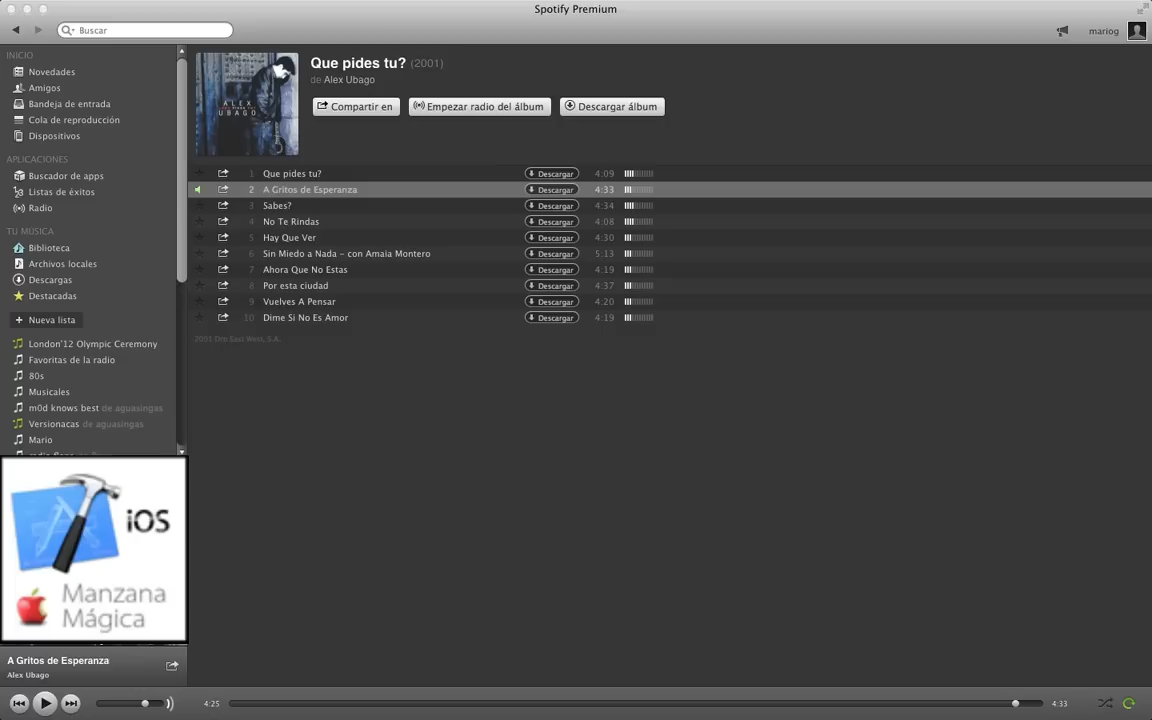 Spotify Premium
Buscar
mariog
INICIO
Novedades
Amigos
Bandeja de entrada
Cola de reproducción
Dispositivos
APLICACIONES
Buscador de apps
Listas de éxitos
Radio
TU MÚSICA
Biblioteca
Archivos locales
Descargas
Destacadas
+ Nueva lista
London'12 Olympic Ceremony
Favoritas de la radio
80s
Musicales
m0d knows best de aguasingas
Versionacas de aguasingas
Mario
iOS
Manzana
Mágica
A Gritos de Esperanza
Alex Ubago
ALEX
UBAGO
Que pides tu? (2001)
de Alex Ubago
Compartir en Empezar radio del álbum Descargar álbum
1 Que pides tu? Descargar 4:09
2 A Gritos de Esperanza Descargar 4:33
3 Sabes? Descargar 4:34
4 No Te Rindas Descargar 4:08
5 Hay Que Ver Descargar 4:30
6 Sin Miedo a Nada - con Amaia Montero Descargar 5:13
7 Ahora Que No Estas Descargar 4:19
8 Por esta ciudad Descargar 4:37
9 Vuelves A Pensar Descargar 4:20
10 Dime Si No Es Amor Descargar 4:19
2001 Dro East West, S.A.
4:25 4:33